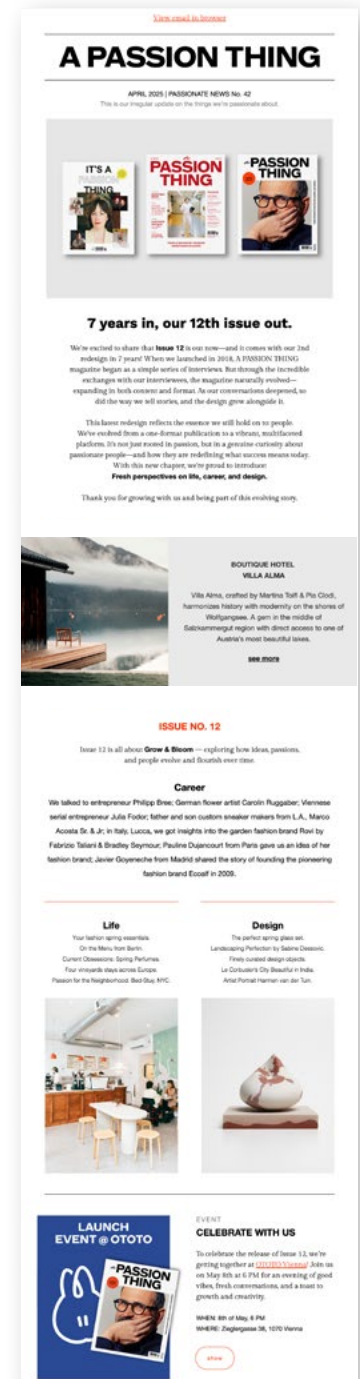 View email in browser
A PASSION THING
APRIL 2025 | PASSIONATE NEWS No. 42
This is our irregular update on the things we're passionate about.
IT'S A
PASSION
THING
PASSION
THING
PASSION
THING
7 years in, our 12th issue out.
We're excited to share that Issue 12 is out now—and it comes with our 2nd
redesign in 7 years! When we launched in 2018, A PASSION THING
magazine began as a simple series of interviews. But through the incredible
exchanges with our interviewees, the magazine naturally evolved—
expanding in both content and format. As our conversations deepened, so
did the way we tell stories, and the design grew alongside it.
This latest redesign reflects the essence we still hold on to: people.
We've evolved from a one-format publication to a vibrant, multifaceted
platform. It's not just rooted in passion, but in a genuine curiosity about
passionate people—and how they are redefining what success means today.
With this new chapter, we're proud to introduce:
Fresh perspectives on life, career, and design.
Thank you for growing with us and being part of this evolving story.
BOUTIQUE HOTEL
VILLA ALMA
Villa Alma, crafted by Martina Tolfi & Pia Clodi,
harmonizes history with modernity on the shores of
Wolfgangsee. A gem in the middle of
Salzkammergut region with direct access to one of
Austria's most beautiful lakes.
see more
ISSUE NO. 12
Issue 12 is all about Grow & Bloom — exploring how ideas, passions,
and people evolve and flourish over time.
Career
We talked to entrepreneur Philipp Bree; German flower artist Carolin Ruggaber; Viennese
serial entrepreneur Julia Fodor; father and son custom sneaker makers from L.A., Marco
Acosta Sr. & Jr; in Italy, Lucca, we got insights into the garden fashion brand Rovi by
Fabrizio Taliani & Bradley Seymour; Pauline Dujancourt from Paris gave us an idea of her
fashion brand; Javier Goyeneche from Madrid shared the story of founding the pioneering
fashion brand Ecoalf in 2009.
Life
Your fashion spring essentials.
On the Menu from Berlin.
Current Obsessions: Spring Perfumes.
Four vineyards stays across Europe.
Passion for the Neighborhood: Bed-Stuy, NYC.
Design
The perfect spring glass set.
Landscaping Perfection by Sabine Dessovic.
Finely curated design objects.
Le Corbusier's City Beautiful in India.
Artist Portrait Harmen van der Tuin.
LAUNCH
EVENT @ OTOTO
PASSION
THING
EVENT
CELEBRATE WITH US
To celebrate the release of Issue 12, we're
getting together at OTOTO Vienna! Join us
on May 8th at 6 PM for an evening of good
vibes, fresh conversations, and a toast to
growth and creativity.
WHEN: 8th of May, 6 PM
WHERE: Zieglergasse 38, 1070 Vienna